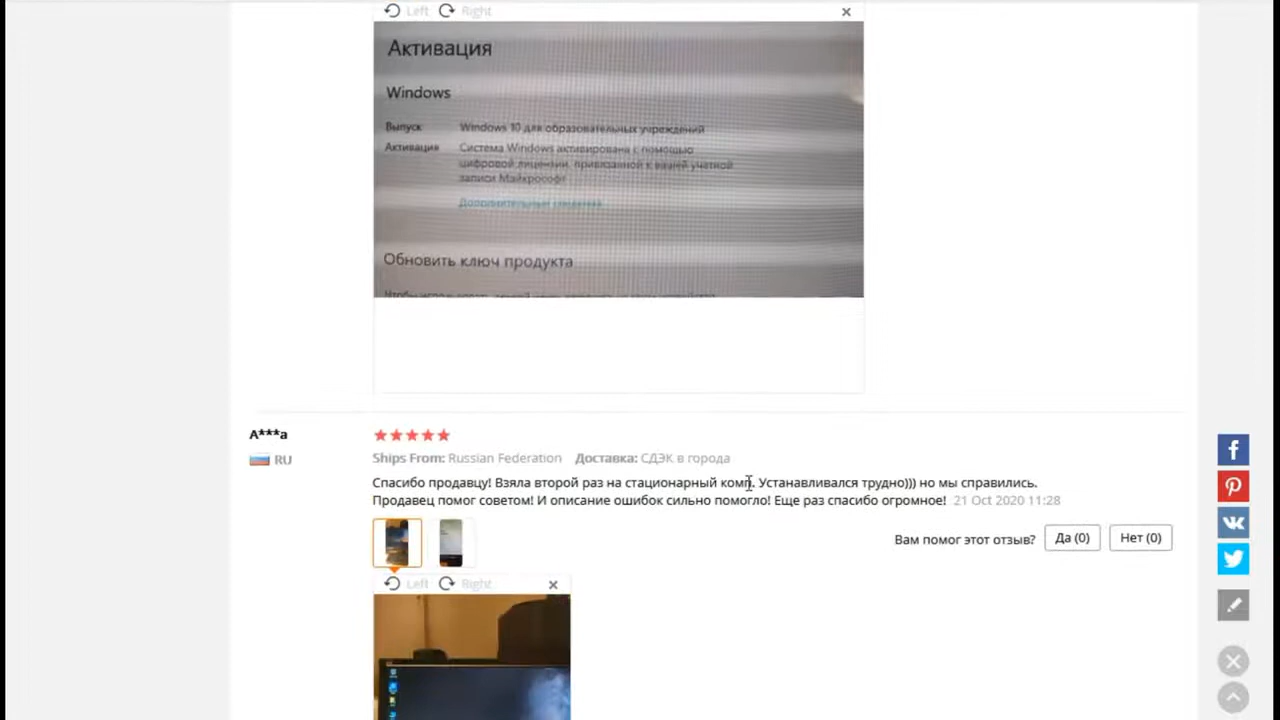 Left Right
Активация
Windows
Выпуск Windows 10 для образовательных учреждений
Активация Система Windows активирована с помощью
цифровой лицензии, привязанной к вашей учетной
записи Майкрософт
Дополнительные сведения
Обновить ключ продукта
A***a
RU
Ships From: Russian Federation Доставка: СДЭК в города
Спасибо продавцу! Взяла второй раз на стационарный комп. Устанавливался трудно))) но мы справились.
Продавец помог советом! И описание ошибок сильно помогло! Еще раз спасибо огромное! 21 Oct 2020 11:28
Вам помог этот отзыв? Да (0) Нет (0)
Left Right